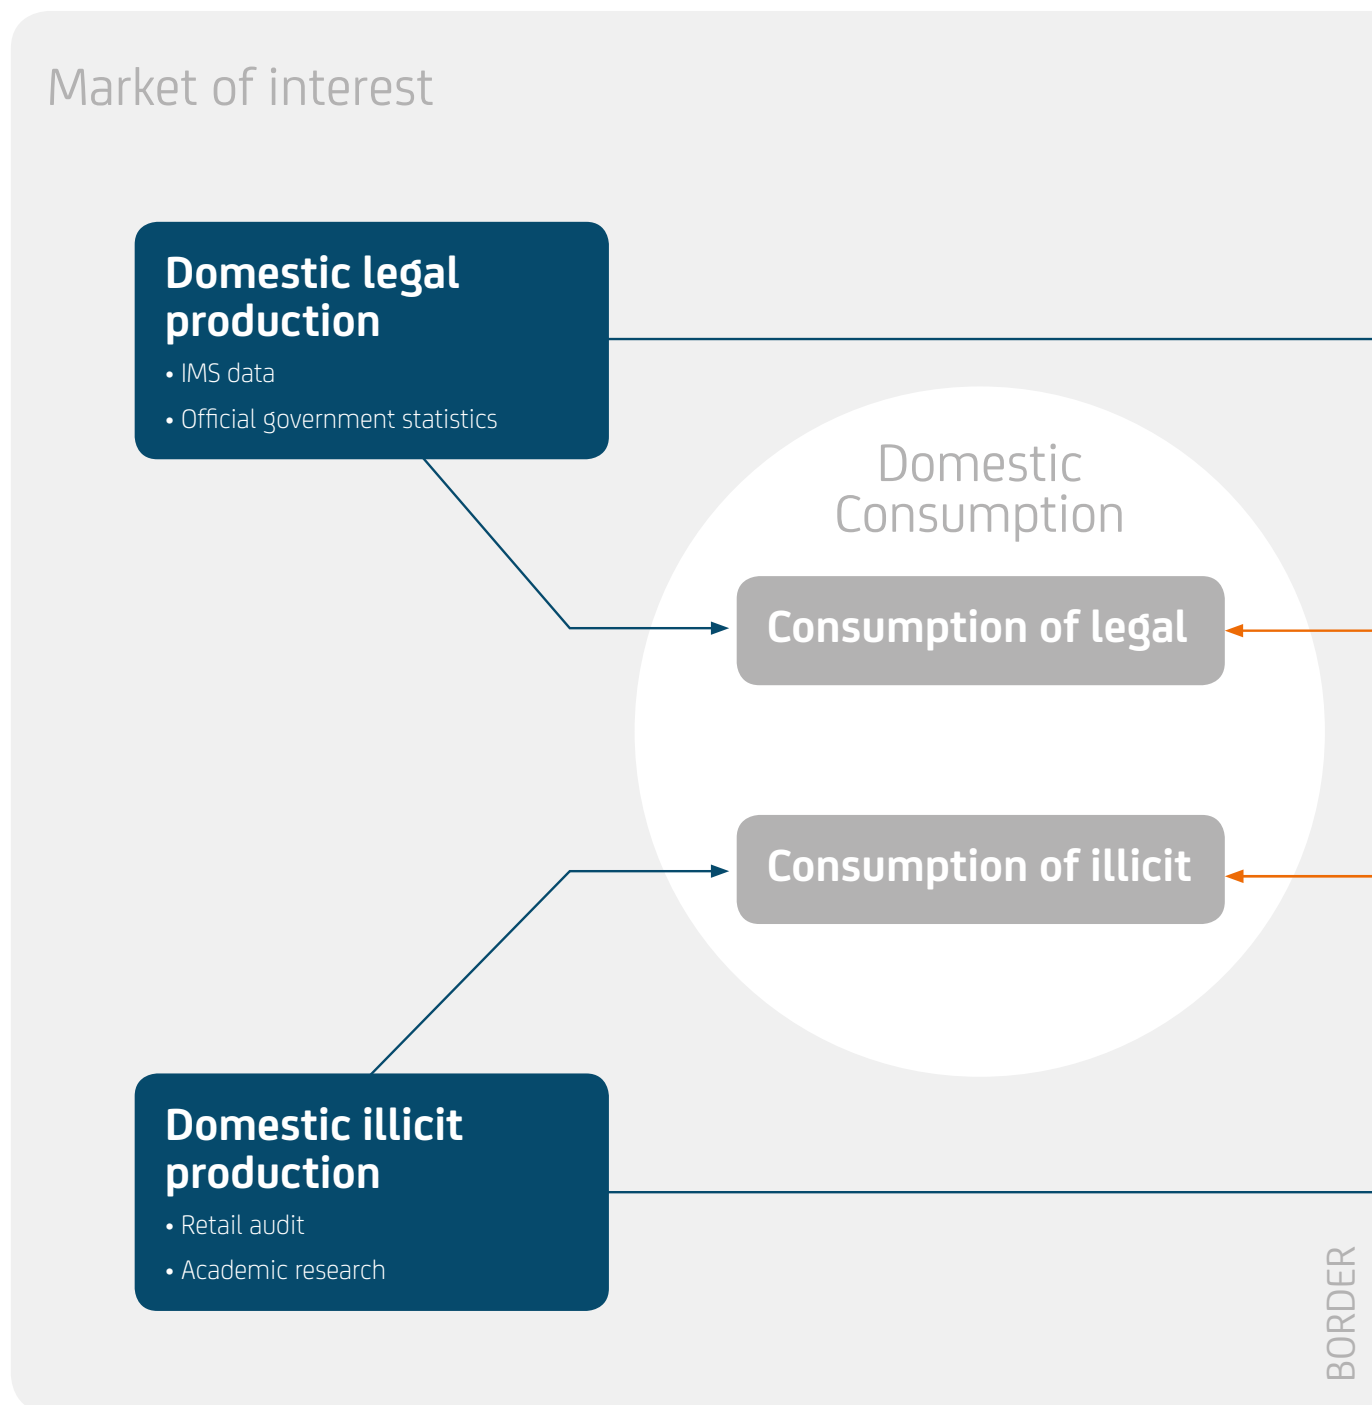 Market of interest
Domestic legal
production
• IMS data
• Official government statistics
Domestic
Consumption
Consumption of legal
Consumption of illicit
Domestic illicit
production
• Retail audit
• Academic research
BORDER